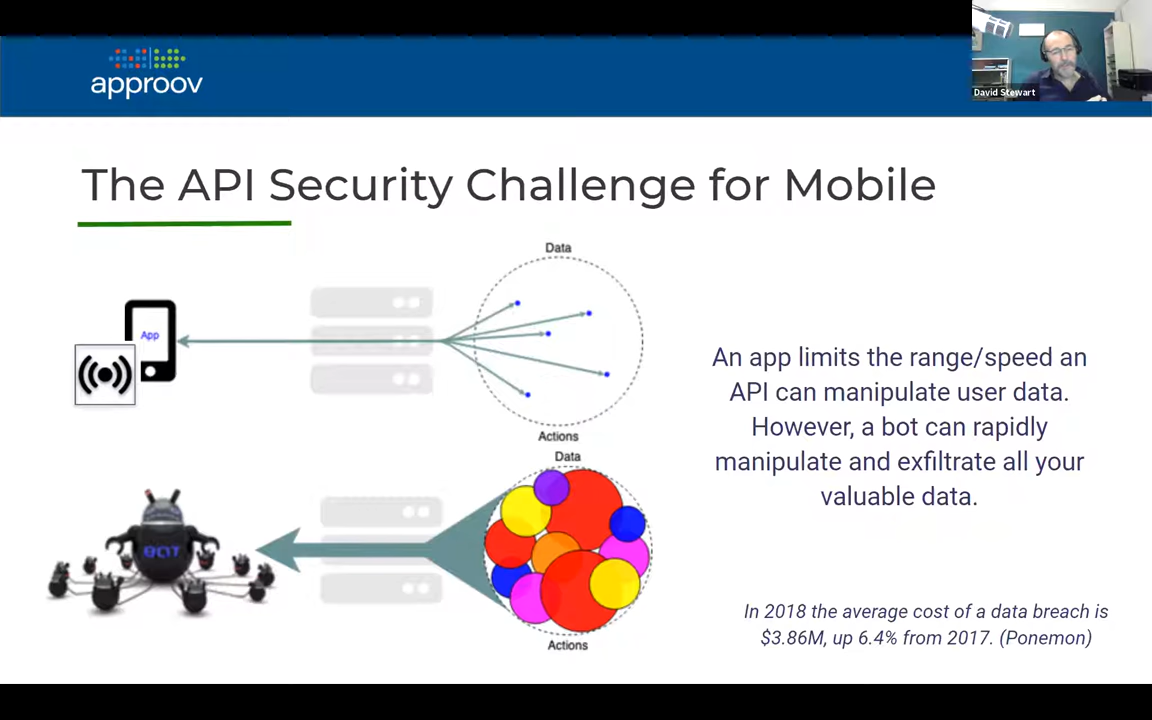 approov
David Stewart
The API Security Challenge for Mobile
Data
App
Actions
An app limits the range/speed an
API can manipulate user data.
However, a bot can rapidly
manipulate and exfiltrate all your
valuable data.
Data
BOT
Actions
In 2018 the average cost of a data breach is
$3.86M, up 6.4% from 2017. (Ponemon)